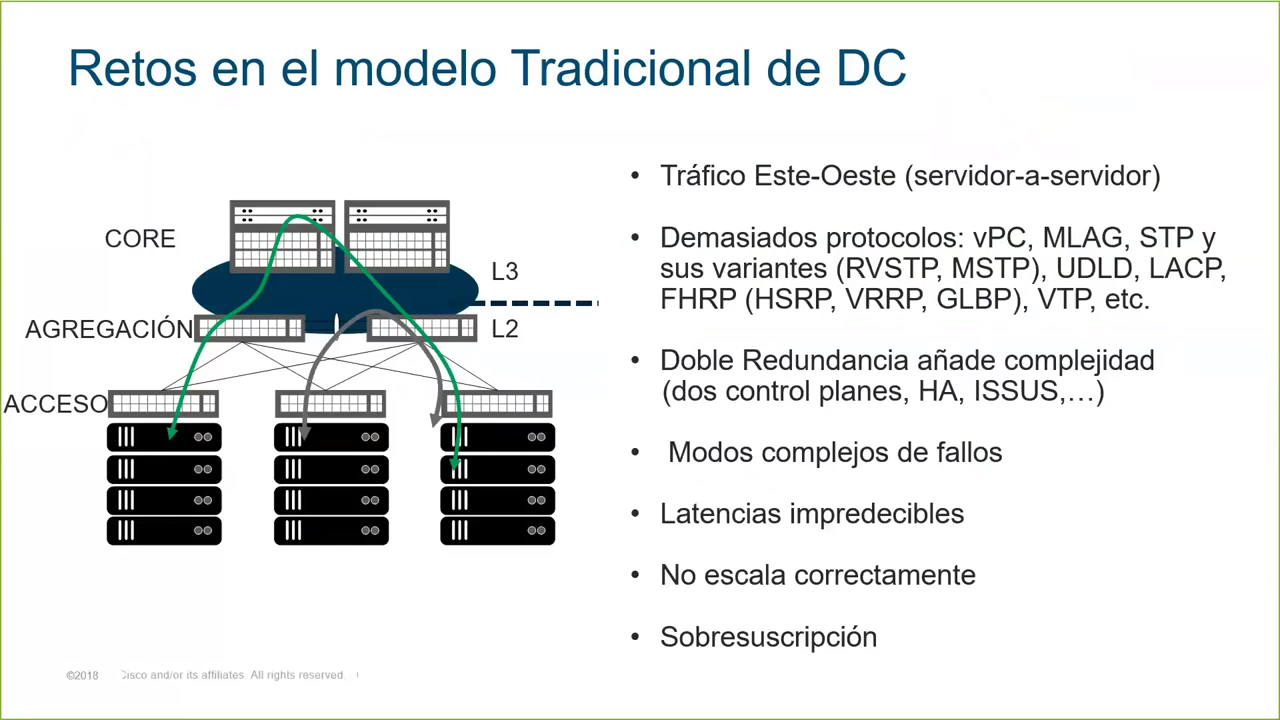 Retos en el modelo Tradicional de DC
CORE
L3
AGREGACIÓN
L2
ACCESO
• Tráfico Este-Oeste (servidor-a-servidor)
• Demasiados protocolos: vPC, MLAG, STP y
sus variantes (RVSTP, MSTP), UDLD, LACP,
FHRP (HSRP, VRRP, GLBP), VTP, etc.
• Doble Redundancia añade complejidad
(dos control planes, HA, ISSUS,…)
• Modos complejos de fallos
• Latencias impredecibles
• No escala correctamente
• Sobresuscripción
©2018 Cisco and/or its affiliates. All rights reserved.